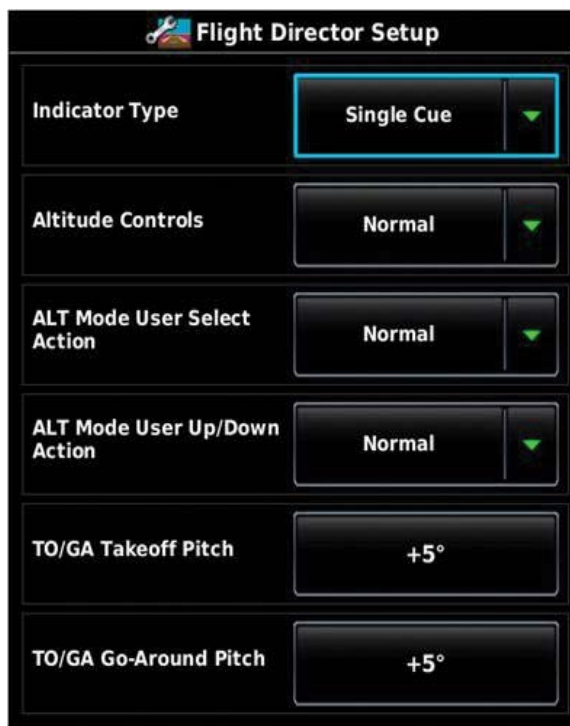 Flight Director Setup
Indicator Type
Single Cue
Altitude Controls
Normal
ALT Mode User Select
Action
Normal
ALT Mode User Up/Down
Action
Normal
TO/GA Takeoff Pitch
+5°
TO/GA Go-Around Pitch
+5°